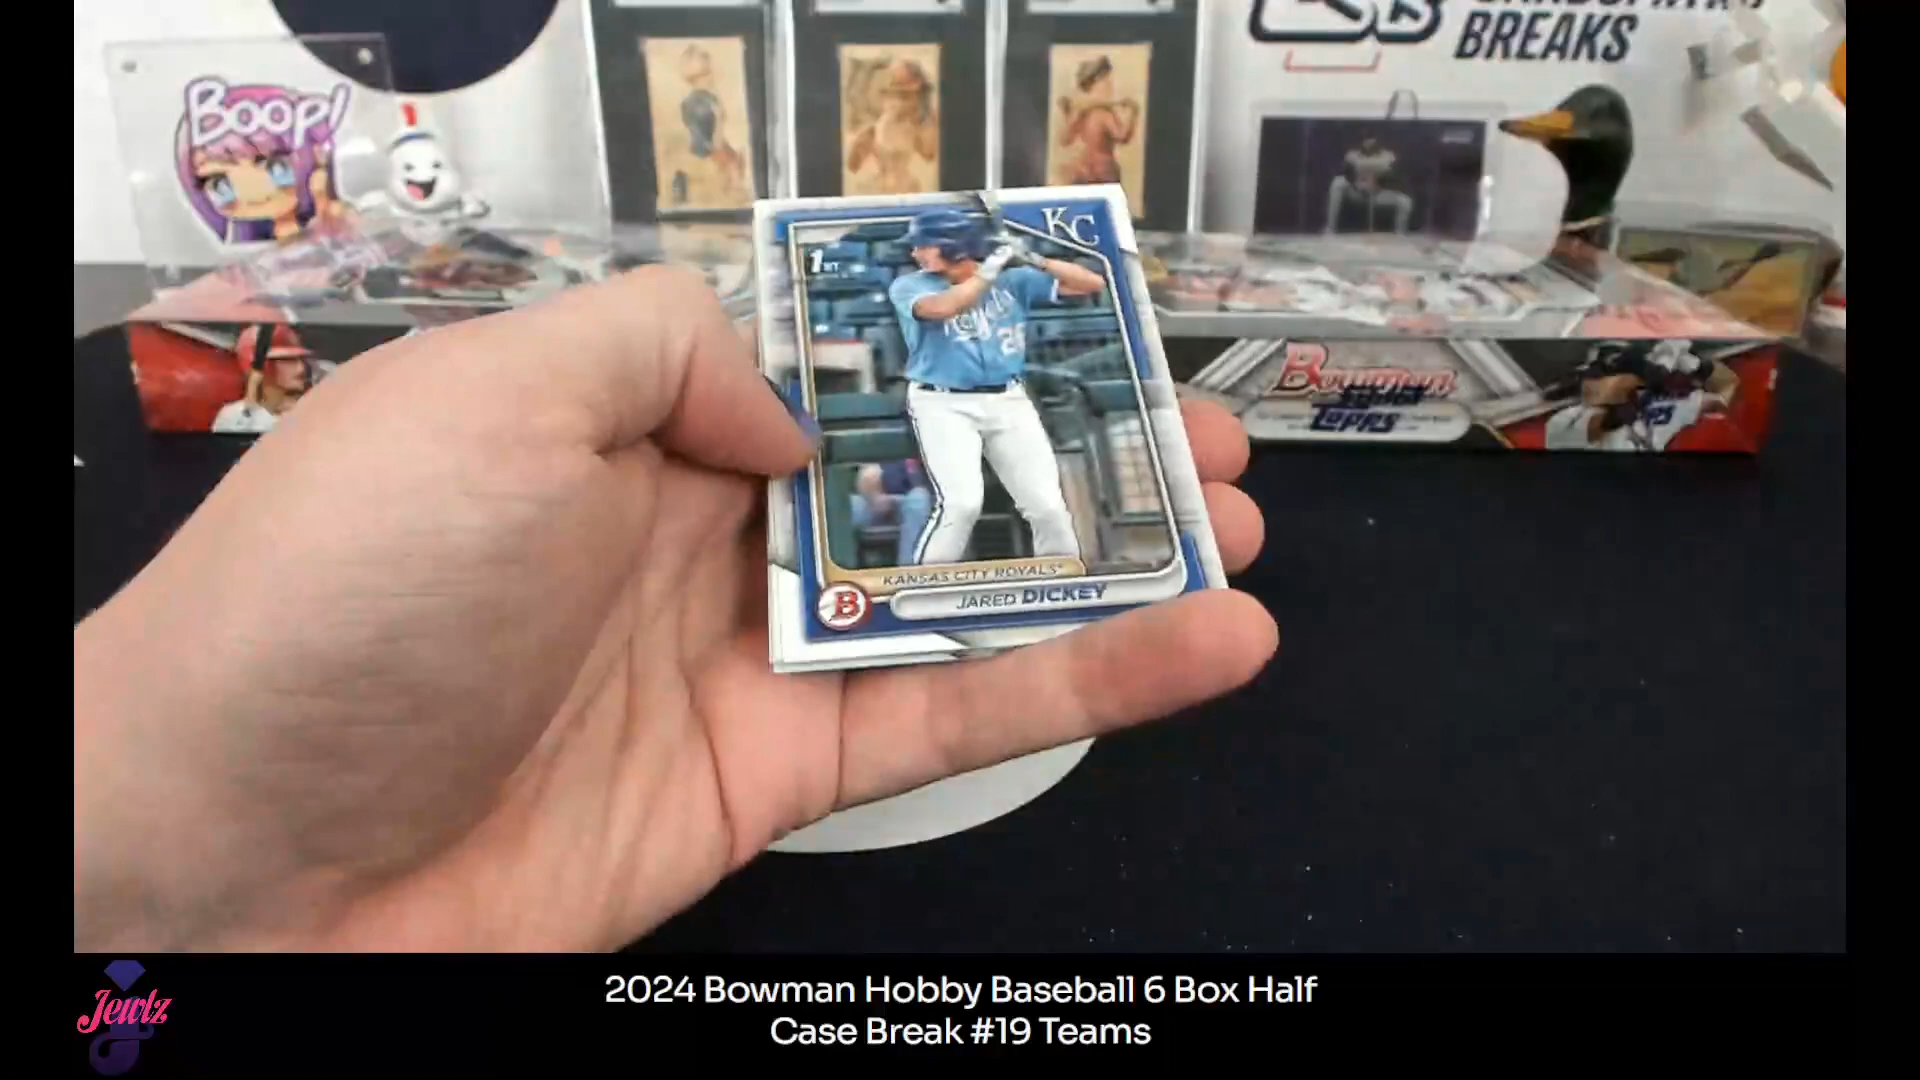 BOOP!
BREAKS
KC
1ST
Royals
KANSAS CITY ROYALS
JARED DICKEY
B
Bowman
TOPPS
Jewlz
2024 Bowman Hobby Baseball 6 Box Half
Case Break #19 Teams